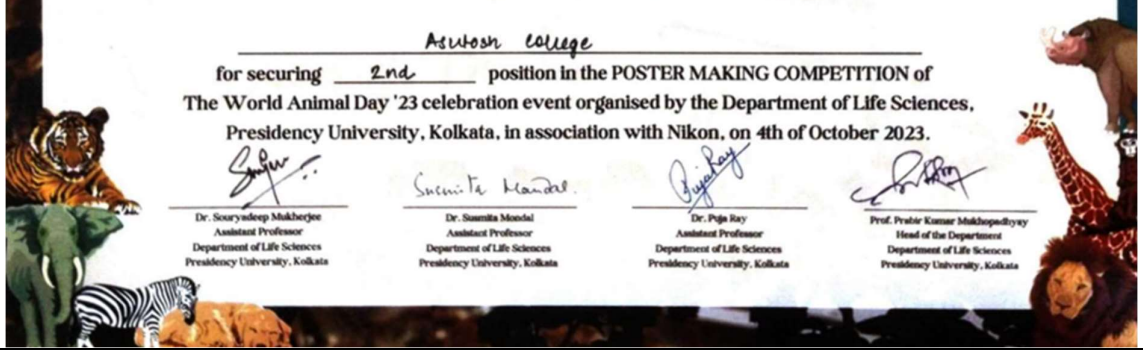 Asutosh College
for securing 2nd position in the POSTER MAKING COMPETITION of
The World Animal Day '23 celebration event organised by the Department of Life Sciences,
Presidency University, Kolkata, in association with Nikon, on 4th of October 2023.
Susmita Mondal.
Puja Ray
Dr. Souryadeep Mukherjee
Assistant Professor
Department of Life Sciences
Presidency University, Kolkata
Dr. Susmita Mondal
Assistant Professor
Department of Life Sciences
Presidency University, Kolkata
Dr. Puja Ray
Assistant Professor
Department of Life Sciences
Presidency University, Kolkata
Prof. Prabir Kumar Mukhopadhyay
Head of the Department
Department of Life Sciences
Presidency University, Kolkata